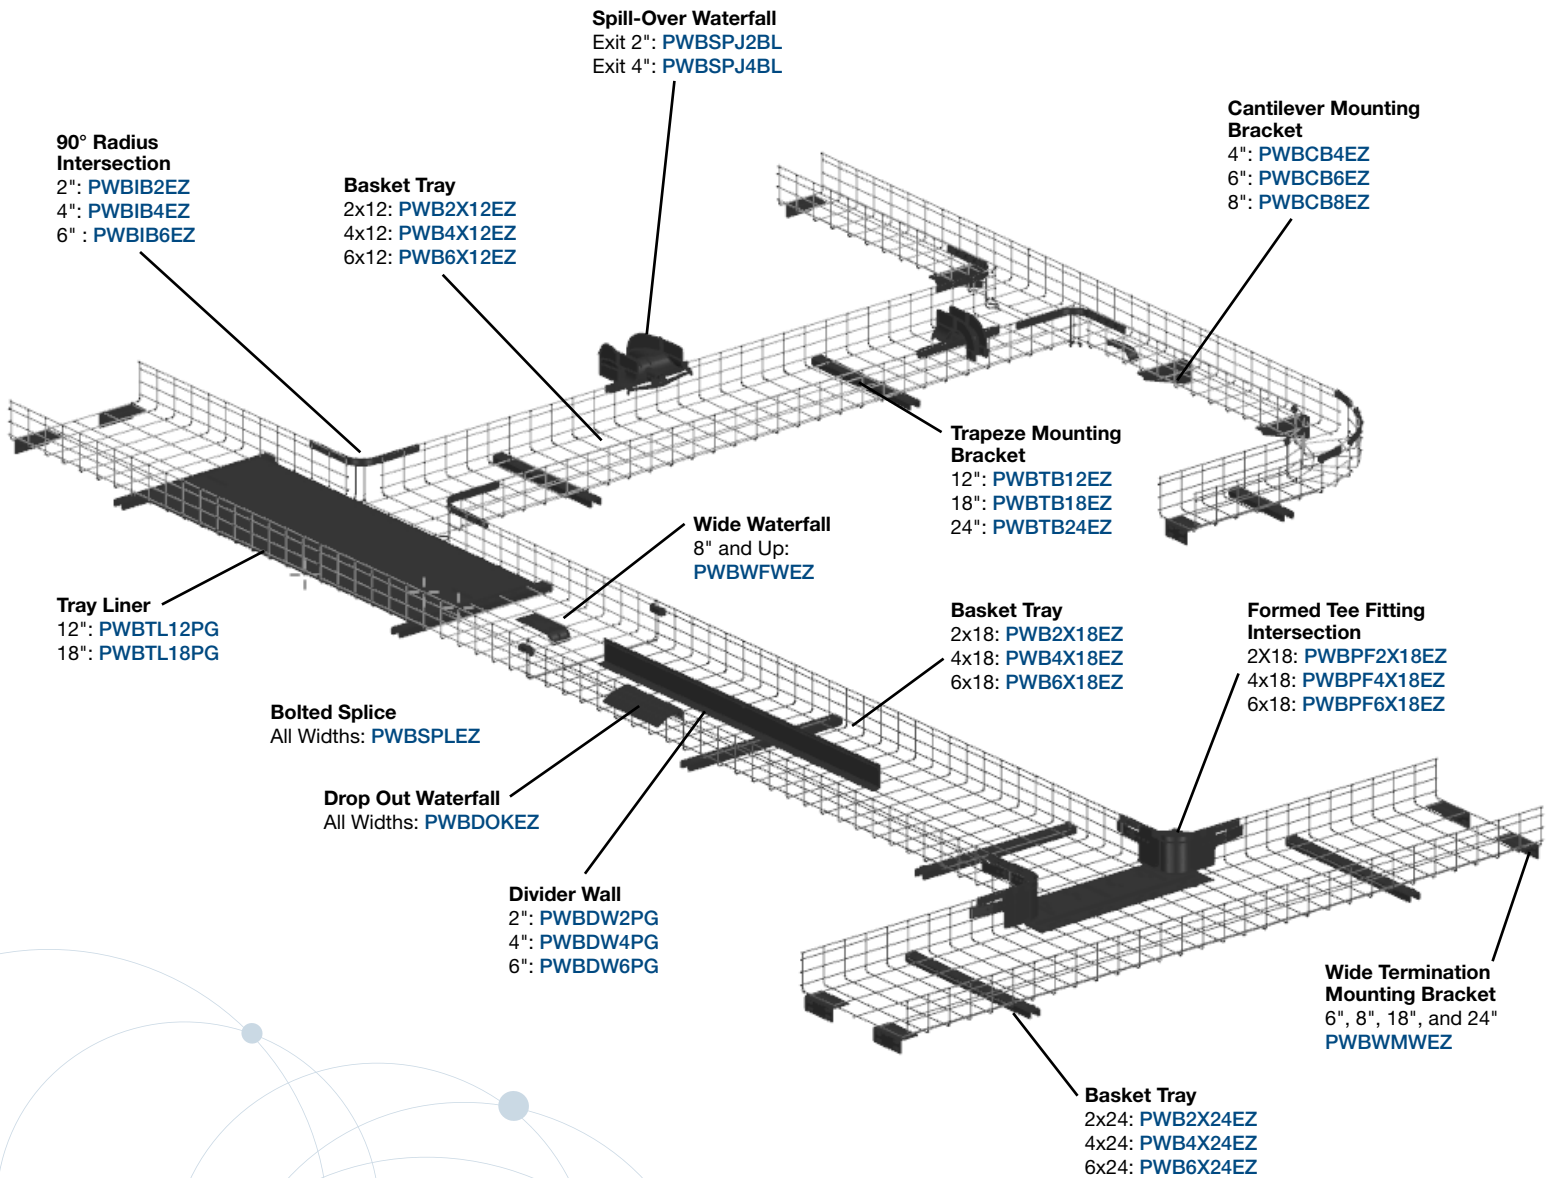 Spill-Over Waterfall
Exit 2": PWBSPJ2BL
Exit 4": PWBSPJ4BL
Cantilever Mounting
Bracket
4": PWBCB4EZ
6": PWBCB6EZ
8": PWBCB8EZ
90° Radius
Intersection
2": PWBIB2EZ
4": PWBIB4EZ
6" : PWBIB6EZ
Basket Tray
2x12: PWB2X12EZ
4x12: PWB4X12EZ
6x12: PWB6X12EZ
Trapeze Mounting
Bracket
12": PWBTB12EZ
18": PWBTB18EZ
24": PWBTB24EZ
Wide Waterfall
8" and Up:
PWBWFWEZ
Tray Liner
12": PWBTL12PG
18": PWBTL18PG
Basket Tray
2x18: PWB2X18EZ
4x18: PWB4X18EZ
6x18: PWB6X18EZ
Formed Tee Fitting
Intersection
2X18: PWBPF2X18EZ
4x18: PWBPF4X18EZ
6x18: PWBPF6X18EZ
Bolted Splice
All Widths: PWBSPLEZ
Drop Out Waterfall
All Widths: PWBDOKEZ
Divider Wall
2": PWBDW2PG
4": PWBDW4PG
6": PWBDW6PG
Wide Termination
Mounting Bracket
6", 8", 18", and 24"
PWBWMWEZ
Basket Tray
2x24: PWB2X24EZ
4x24: PWB4X24EZ
6x24: PWB6X24EZ